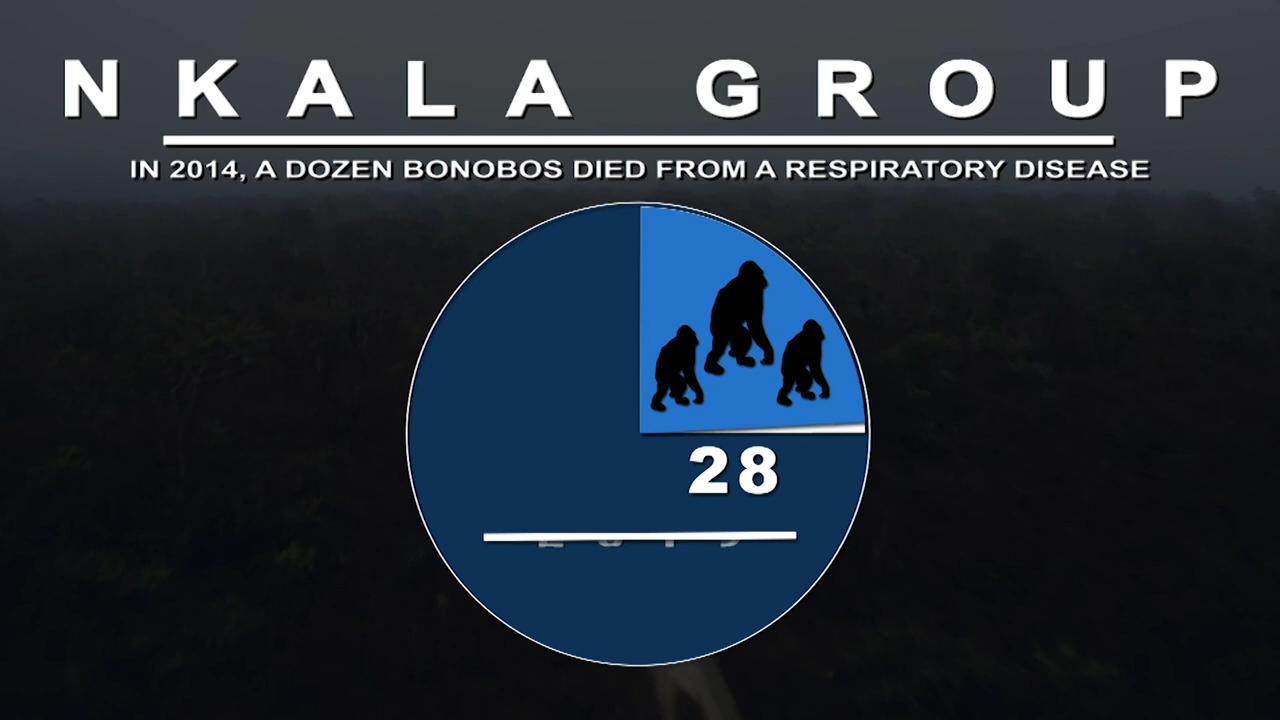 NKALA GROUP
IN 2014, A DOZEN BONOBOS DIED FROM A RESPIRATORY DISEASE
28